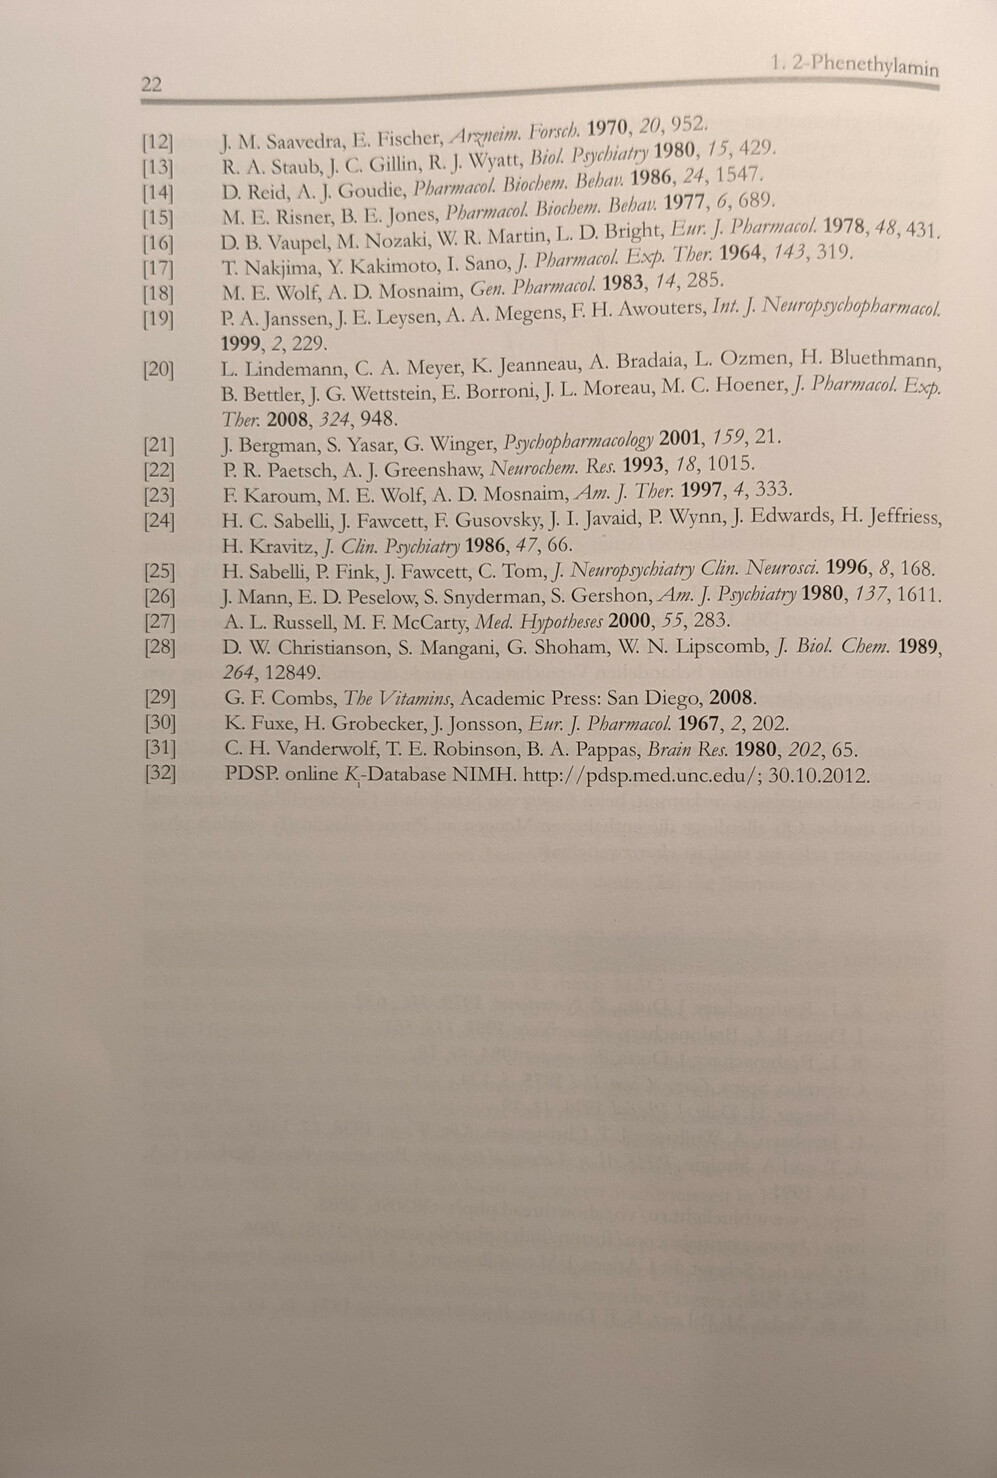 22
1. 2-Phenethylamin
[12] J. M. Saavedra, E. Fischer, Arzneim. Forsch. 1970, 20, 952.
[13] R. A. Staub, J. C. Gillin, R. J. Wyatt, Biol. Psychiatry 1980, 15, 429.
[14] D. Reid, A. J. Goudie, Pharmacol. Biochem. Behav. 1986, 24, 1547.
[15] M. E. Risner, B. E. Jones, Pharmacol. Biochem. Behav. 1977, 6, 689.
[16] D. B. Vaupel, M. Nozaki, W. R. Martin, L. D. Bright, Eur. J. Pharmacol. 1978, 48, 431.
[17] T. Nakjima, Y. Kakimoto, I. Sano, J. Pharmacol. Exp. Ther. 1964, 143, 319.
[18] M. E. Wolf, A. D. Mosnaim, Gen. Pharmacol. 1983, 14, 285.
[19] P. A. Janssen, J. E. Leysen, A. A. Megens, F. H. Awouters, Int. J. Neuropsychopharmacol.
1999, 2, 229.
[20] L. Lindemann, C. A. Meyer, K. Jeanneau, A. Bradaia, L. Ozmen, H. Bluethmann,
B. Bettler, J. G. Wettstein, E. Borroni, J. L. Moreau, M. C. Hoener, J. Pharmacol. Exp.
Ther. 2008, 324, 948.
[21] J. Bergman, S. Yasar, G. Winger, Psychopharmacology 2001, 159, 21.
[22] P. R. Paetsch, A. J. Greenshaw, Neurochem. Res. 1993, 18, 1015.
[23] F. Karoum, M. E. Wolf, A. D. Mosnaim, Am. J. Ther. 1997, 4, 333.
[24] H. C. Sabelli, J. Fawcett, F. Gusovsky, J. I. Javaid, P. Wynn, J. Edwards, H. Jeffriess,
H. Kravitz, J. Clin. Psychiatry 1986, 47, 66.
[25] H. Sabelli, P. Fink, J. Fawcett, C. Tom, J. Neuropsychiatry Clin. Neurosci. 1996, 8, 168.
[26] J. Mann, E. D. Peselow, S. Snyderman, S. Gershon, Am. J. Psychiatry 1980, 137, 1611.
[27] A. L. Russell, M. F. McCarty, Med. Hypotheses 2000, 55, 283.
[28] D. W. Christianson, S. Mangani, G. Shoham, W. N. Lipscomb, J. Biol. Chem. 1989,
264, 12849.
[29] G. F. Combs, The Vitamins, Academic Press: San Diego, 2008.
[30] K. Fuxe, H. Grobecker, J. Jonsson, Eur. J. Pharmacol. 1967, 2, 202.
[31] C. H. Vanderwolf, T. E. Robinson, B. A. Pappas, Brain Res. 1980, 202, 65.
[32] PDSP. online Ki-Database NIMH. http://pdsp.med.unc.edu/; 30.10.2012.